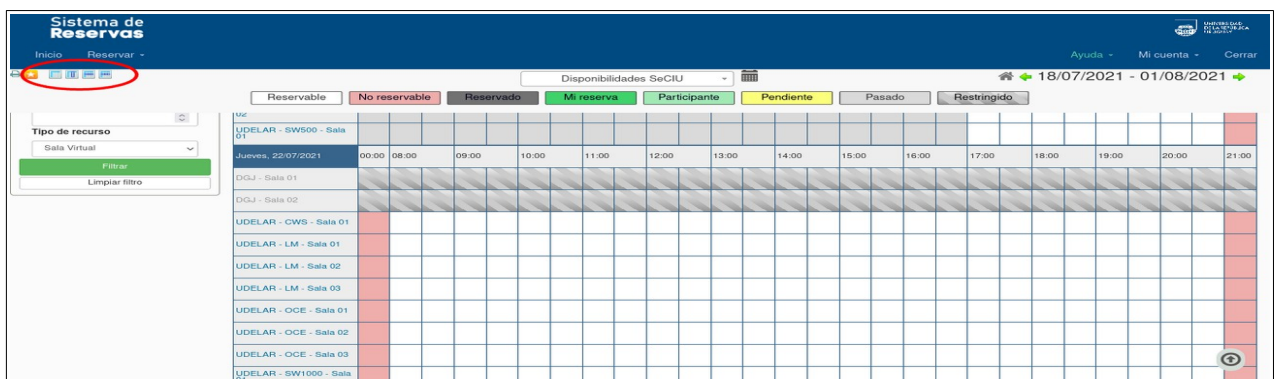 Sistema de
Reservas
UNIVERSIDAD
DE LA REPÚBLICA
Inicio Reservar
Ayuda Mi cuenta Cerrar
Disponibilidades SeCIU
18/07/2021 - 01/08/2021
Reservable No reservable Reservado Mi reserva Participante Pendiente Pasado Restringido
02
Tipo de recurso
Sala Virtual
Filtrar
Limpiar filtro
UDELAR - SW500 - Sala
01
Jueves, 22/07/2021 00:00 08:00 09:00 10:00 11:00 12:00 13:00 14:00 15:00 16:00 17:00 18:00 19:00 20:00 21:00
DGJ - Sala 01
DGJ - Sala 02
UDELAR - CWS - Sala 01
UDELAR - LM - Sala 01
UDELAR - LM - Sala 02
UDELAR - LM - Sala 03
UDELAR - OCE - Sala 01
UDELAR - OCE - Sala 02
UDELAR - OCE - Sala 03
UDELAR - SW1000 - Sala